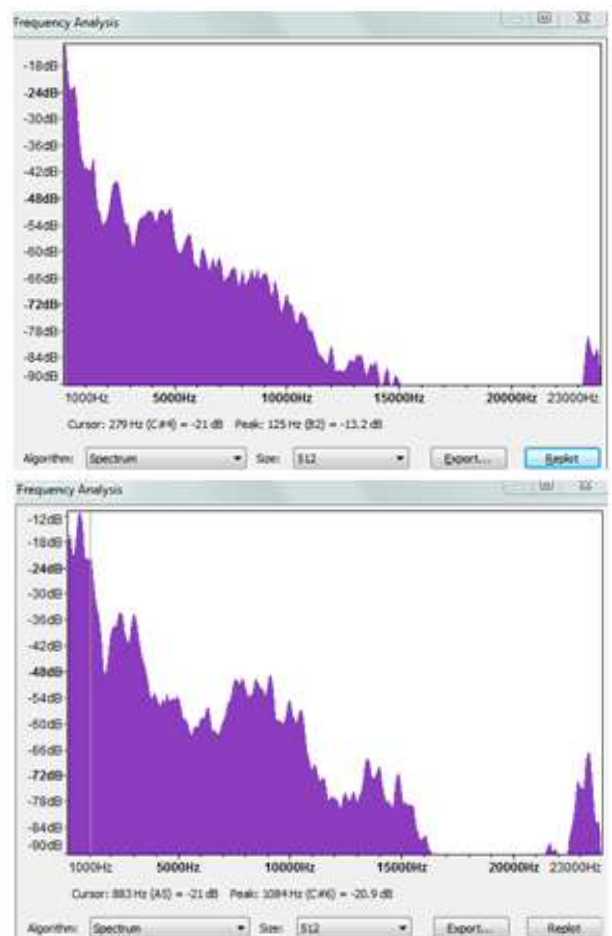 Frequency Analysis
-18dB
-24dB
-30dB
-36dB
-42dB
-48dB
-54dB
-60dB
-66dB
-72dB
-78dB
-84dB
-90dB
1000Hz 5000Hz 10000Hz 15000Hz 20000Hz 23000Hz
Cursor: 279 Hz (C#4) = -21 dB Peak: 125 Hz (B2) = -13.2 dB
Algorithm: Spectrum Size: 512 Export... Replot
Frequency Analysis
-12dB
-18dB
-24dB
-30dB
-36dB
-42dB
-48dB
-54dB
-60dB
-66dB
-72dB
-78dB
-84dB
-90dB
1000Hz 5000Hz 10000Hz 15000Hz 20000Hz 23000Hz
Cursor: 883 Hz (A5) = -21 dB Peak: 1084 Hz (C#6) = -20.9 dB
Algorithm: Spectrum Size: 512 Export... Replot